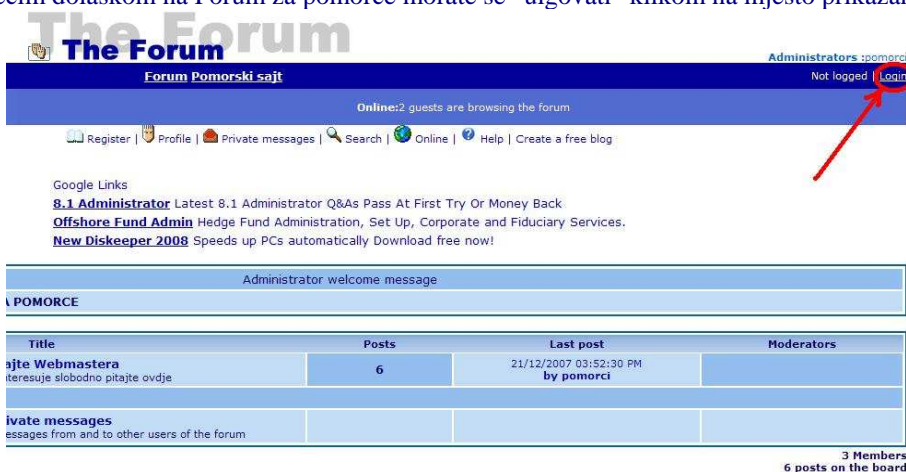 dolaskom na Forum za pomorce morate se "ulgovati" klikom na mjesto
The Forum
The Forum
Administrators :pomorci
Forum Pomorski sajt
Not logged | Login
Online:2 guests are browsing the forum
Register | Profile | Private messages | Search | Online | Help | Create a free blog
Google Links
8.1 Administrator Latest 8.1 Administrator Q&As Pass At First Try Or Money Back
Offshore Fund Admin Hedge Fund Administration, Set Up, Corporate and Fiduciary Services.
New Diskeeper 2008 Speeds up PCs automatically Download free now!
Administrator welcome message
A POMORCE
Title Posts Last post Moderators
ajte Webmastera 6 21/12/2007 03:52:30 PM
nteresuje slobodno pitajte ovdje by pomorci
ivate messages
essages from and to other users of the forum
3 Members
6 posts on the board